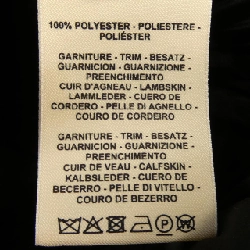 100% POLYESTER - POLIESTERE -
POLIÉSTER
GARNITURE - TRIM - BESATZ -
GUARNICION - GUARNIZIONE -
PREENCHIMENTO
CUIR D'AGNEAU - LAMBSKIN -
LAMMLEDER - CUERO DE
CORDERO - PELLE DI AGNELLO -
COURO DE CORDEIRO
GARNITURE - TRIM - BESATZ -
GUARNICION - GUARNIZIONE -
PREENCHIMENTO
CUIR DE VEAU - CALFSKIN -
KALBSLEDER - CUERO DE
BECERRO - PELLE DI VITELLO -
COURO DE BEZERRO
P